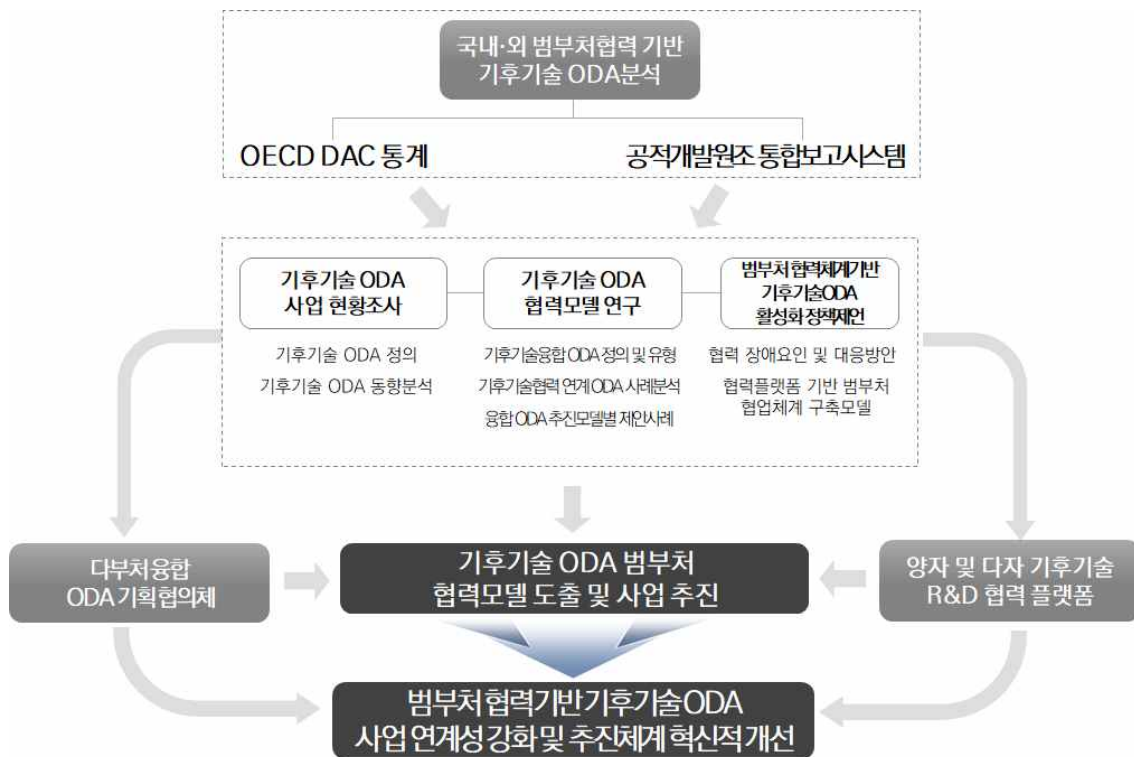 국내·외 범부처협력 기반
기후기술 ODA분석
OECD DAC 통계
공적개발원조 통합보고시스템
기후기술 ODA
사업 현황조사
기후기술 ODA 정의
기후기술 ODA 동향분석
기후기술 ODA
협력모델 연구
기후기술융합 ODA 정의 및 유형
기후기술협력 연계 ODA 사례분석
융합 ODA 추진모델별 제안사례
범부처 협력체계기반
기후기술ODA
활성화 정책제언
협력 장애요인 및 대응방안
협력플랫폼 기반 범부처
협업체계 구축모델
다부처 융합
ODA 기획협의체
기후기술 ODA 범부처
협력모델 도출 및 사업 추진
양자 및 다자 기후기술
R&D 협력 플랫폼
범부처 협력기반 기후기술 ODA
사업 연계성 강화 및 추진체계 혁신적 개선